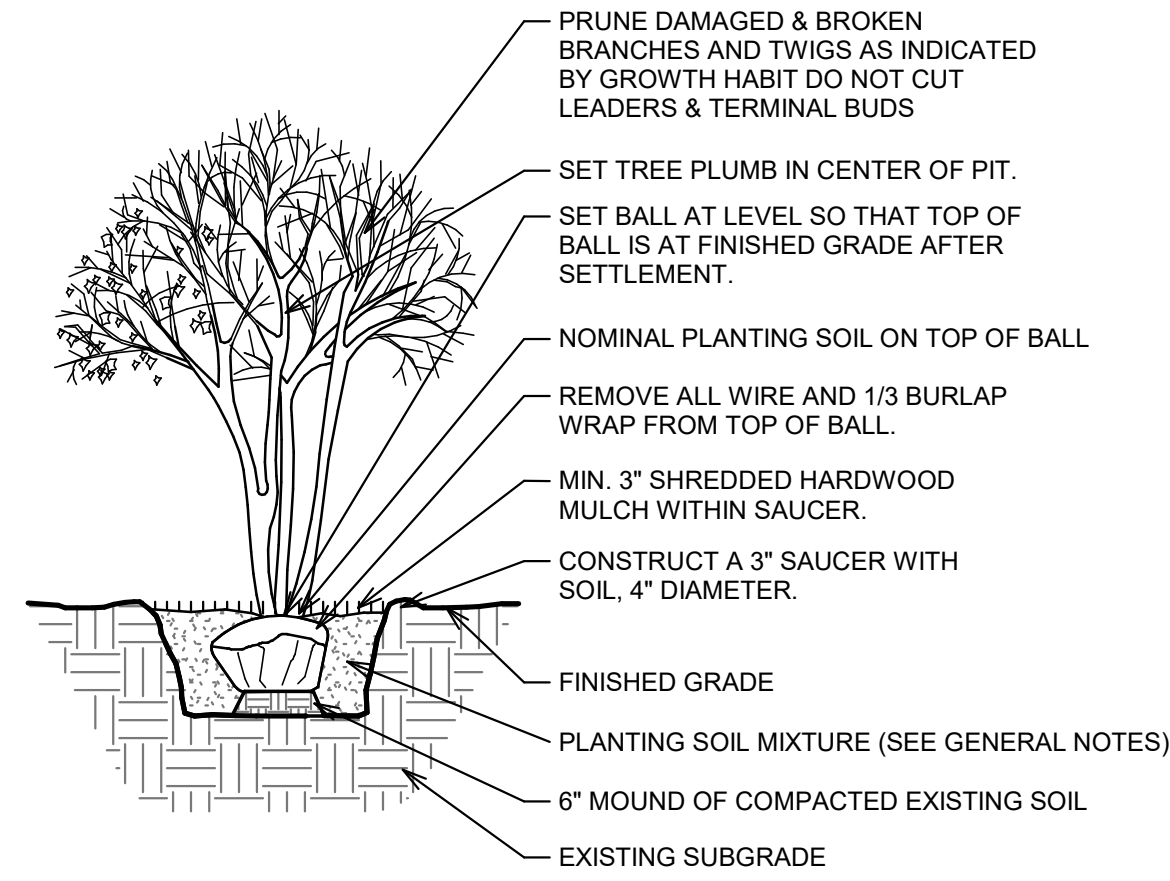 PRUNE DAMAGED & BROKEN
BRANCHES AND TWIGS AS INDICATED
BY GROWTH HABIT DO NOT CUT
LEADERS & TERMINAL BUDS
SET TREE PLUMB IN CENTER OF PIT.
SET BALL AT LEVEL SO THAT TOP OF
BALL IS AT FINISHED GRADE AFTER
SETTLEMENT.
NOMINAL PLANTING SOIL ON TOP OF BALL
REMOVE ALL WIRE AND 1/3 BURLAP
WRAP FROM TOP OF BALL.
MIN. 3" SHREDDED HARDWOOD
MULCH WITHIN SAUCER.
CONSTRUCT A 3" SAUCER WITH
SOIL, 4" DIAMETER.
FINISHED GRADE
PLANTING SOIL MIXTURE (SEE GENERAL NOTES)
6" MOUND OF COMPACTED EXISTING SOIL
EXISTING SUBGRADE